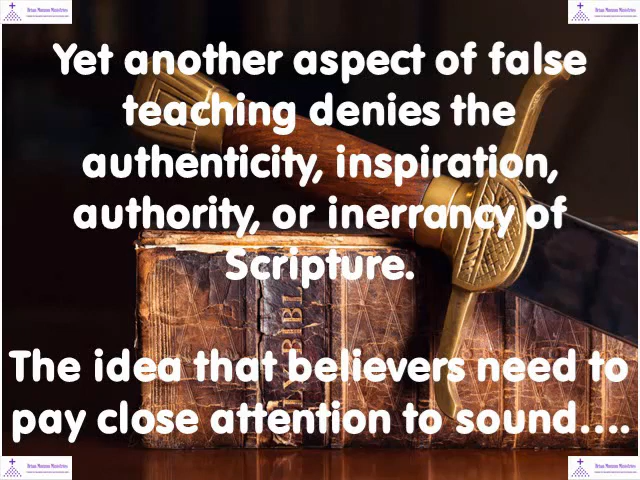 Yet another aspect of false
teaching denies the
authenticity, inspiration,
authority, or inerrancy of
Scripture.
The idea that believers need to
pay close attention to sound....